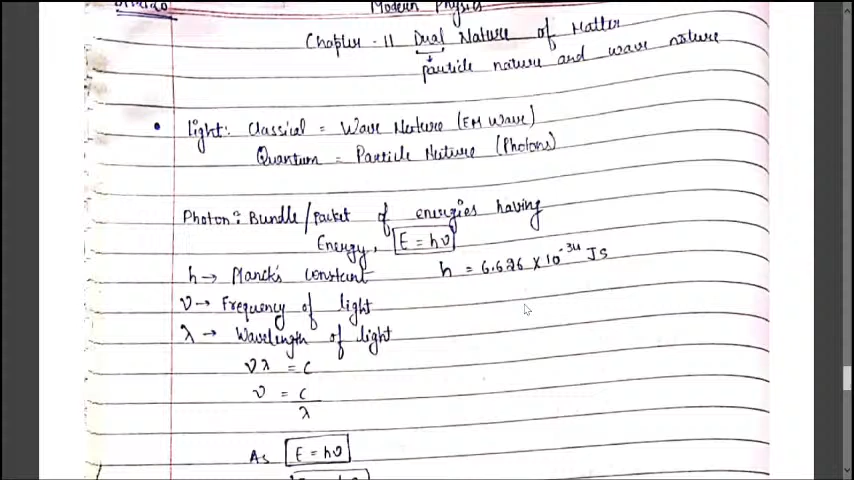 Modern Physics
Chapter - 11 Dual Nature of Matter
particle nature and wave nature
• light: Classical = Wave Nature (EM Wave)
Quantum = Particle Nature (Photons)
Photon: Bundle/packet of energies having
Energy, E = hν
h → Planck's constant h = 6.626 × 10⁻³⁴ JS
ν → Frequency of light
λ → Wavelength of light
νλ = c
ν = c
λ
As E = hν